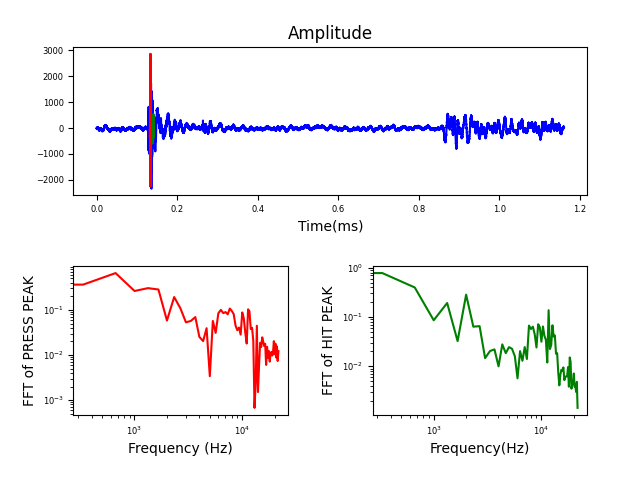 Amplitude
3000
2000
1000
0
−1000
−2000
0.0 0.2 0.4 0.6 0.8 1.0 1.2
Time(ms)
FFT of PRESS PEAK
10⁻¹
10⁻²
10⁻³
10³ 10⁴
Frequency (Hz)
FFT of HIT PEAK
10⁰
10⁻¹
10⁻²
10³ 10⁴
Frequency(Hz)